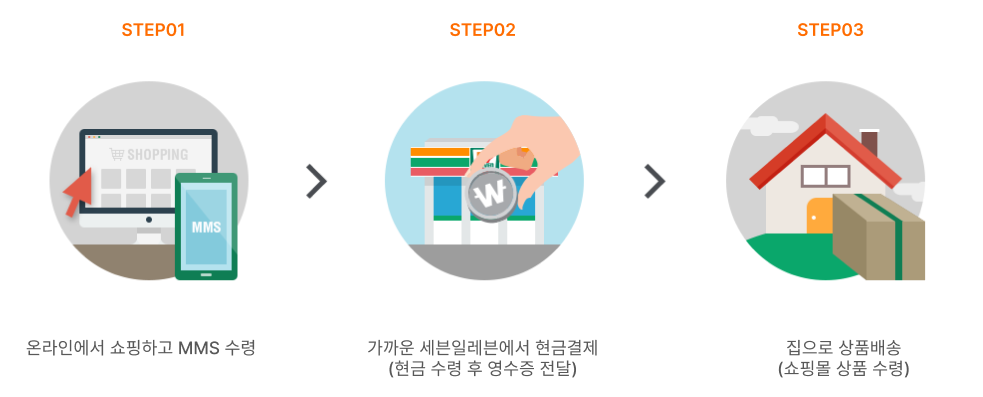 STEP01
STEP02
STEP03
SHOPPING
MMS
온라인에서 쇼핑하고 MMS 수령
가까운 세븐일레븐에서 현금결제
(현금 수령 후 영수증 전달)
집으로 상품배송
(쇼핑몰 상품 수령)